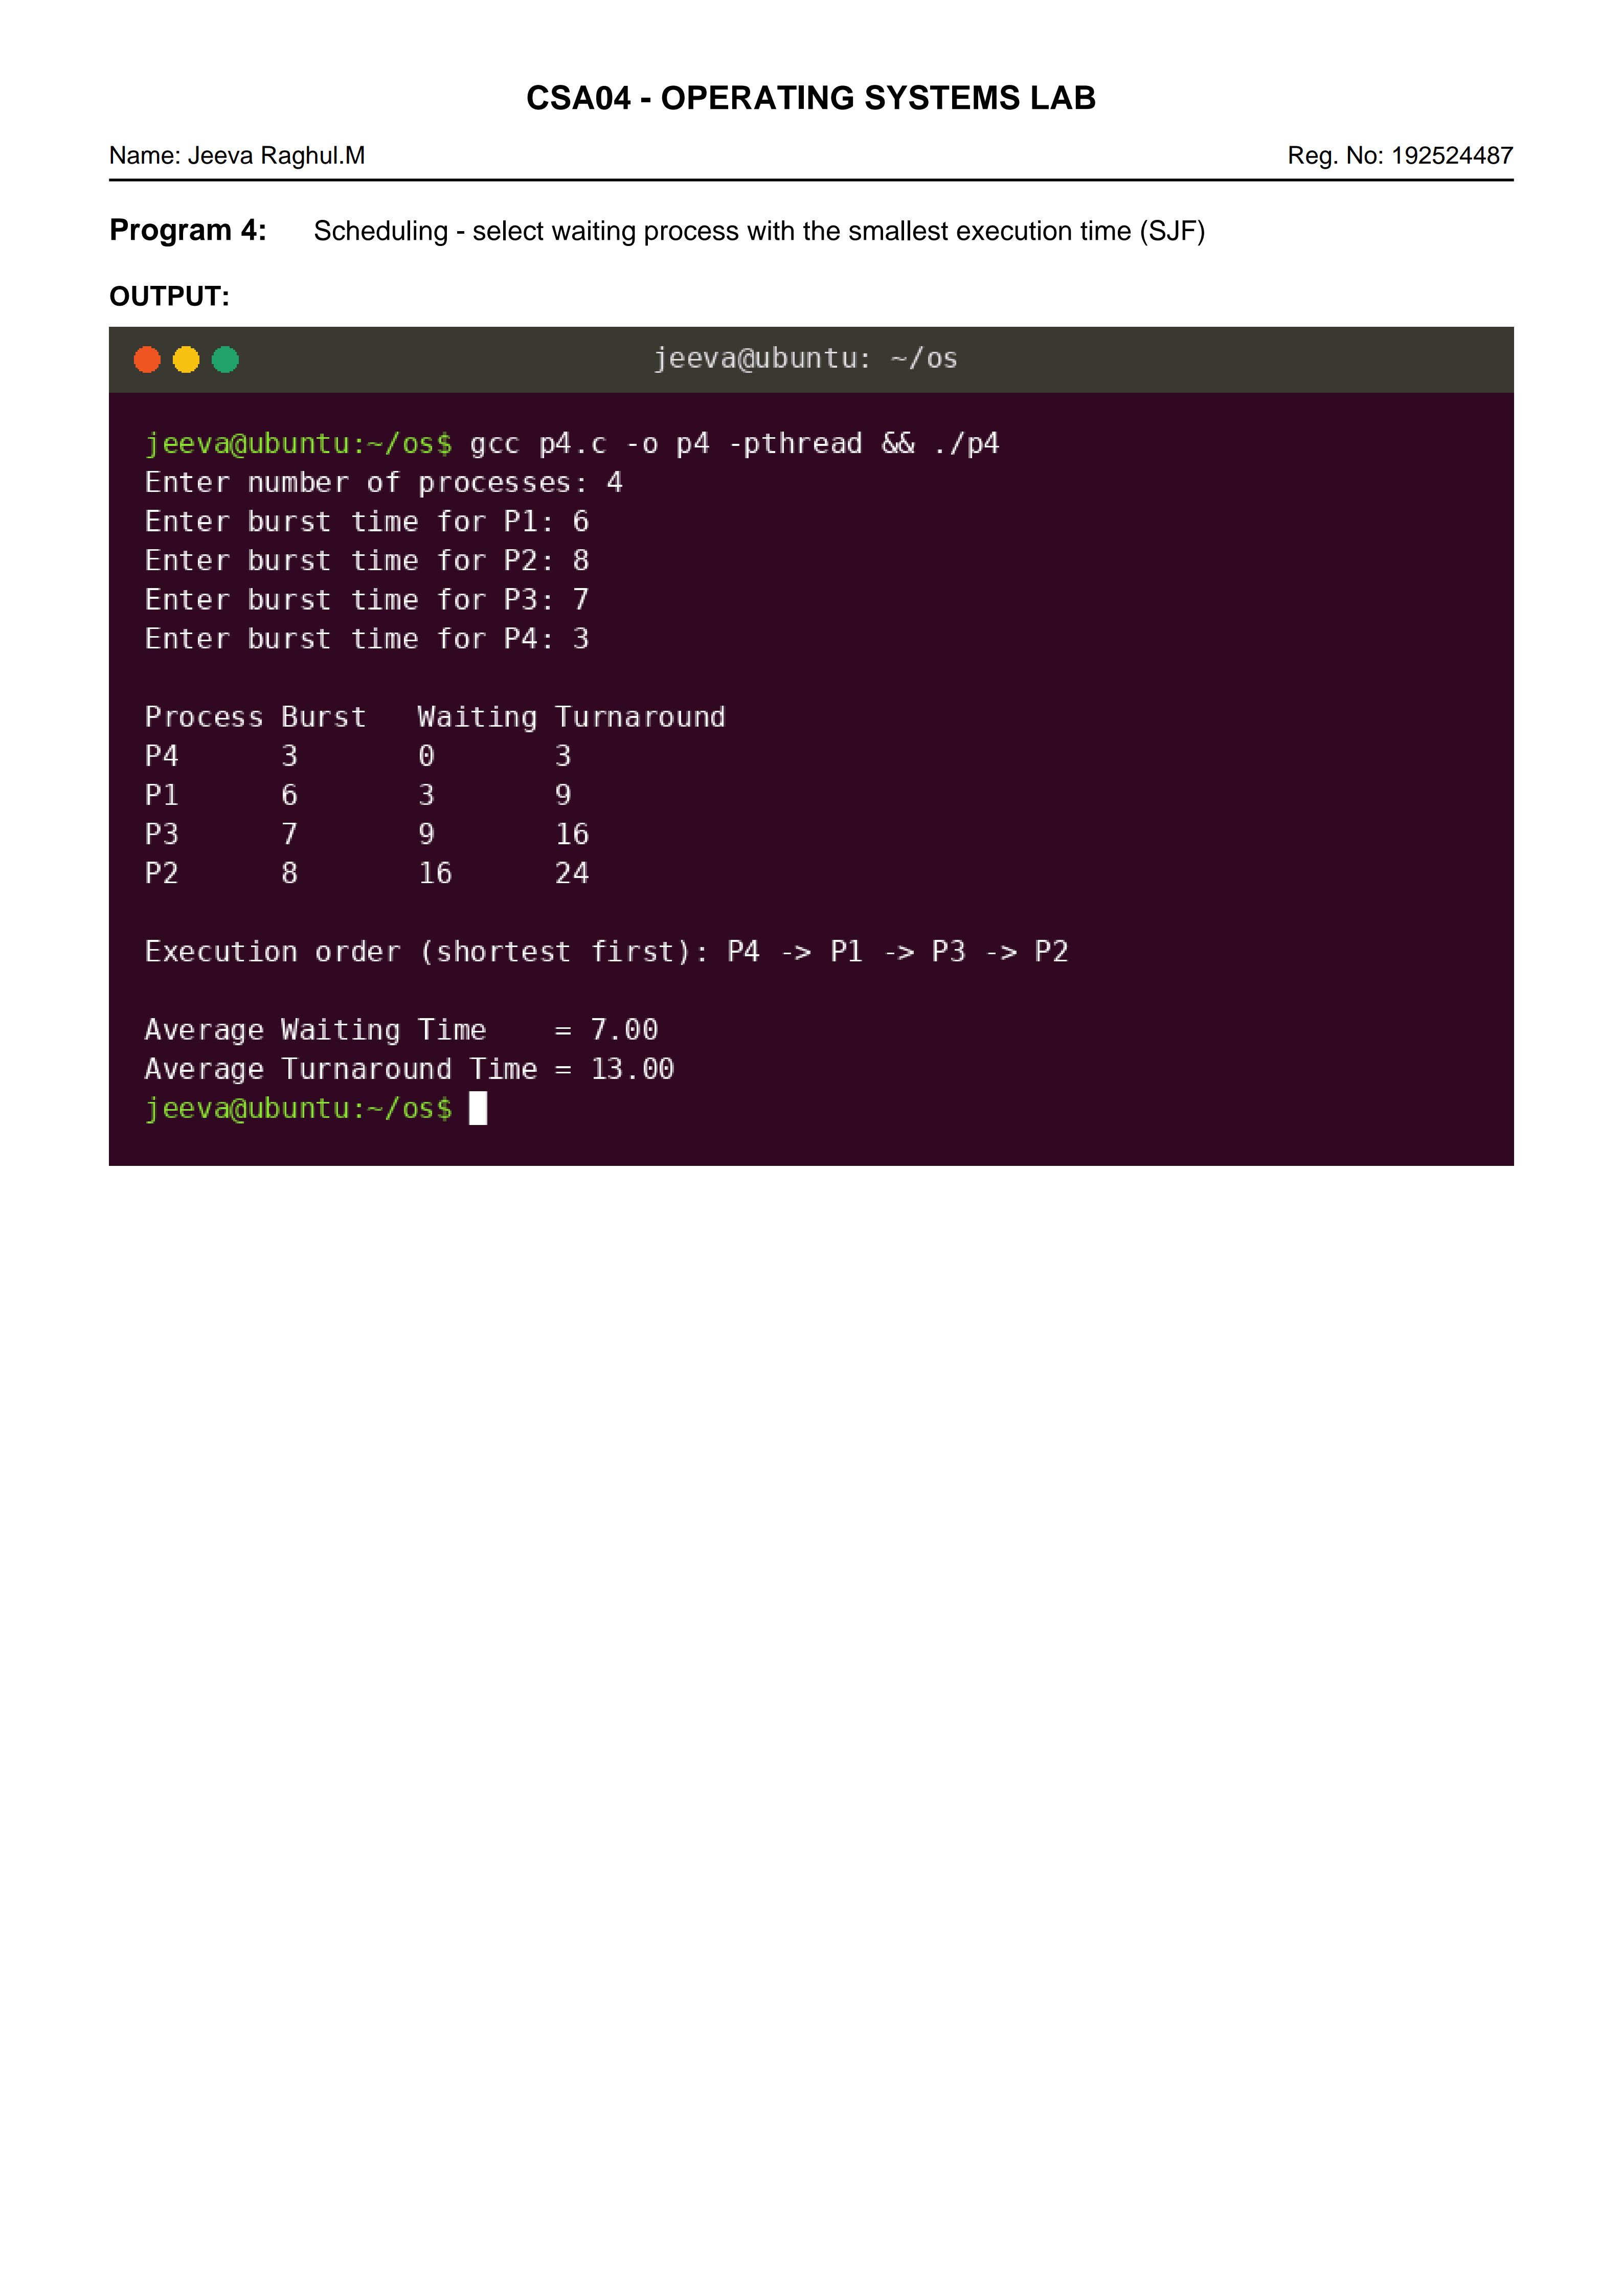 CSA04 - OPERATING SYSTEMS LAB
Name: Jeeva Raghul.M Reg. No: 192524487
Program 4: Scheduling - select waiting process with the smallest execution time (SJF)
OUTPUT:
jeeva@ubuntu: ~/os
jeeva@ubuntu:~/os$ gcc p4.c -o p4 -pthread && ./p4
Enter number of processes: 4
Enter burst time for P1: 6
Enter burst time for P2: 8
Enter burst time for P3: 7
Enter burst time for P4: 3
Process Burst   Waiting Turnaround
P4      3       0       3
P1      6       3       9
P3      7       9       16
P2      8       16      24
Execution order (shortest first): P4 -> P1 -> P3 -> P2
Average Waiting Time    = 7.00
Average Turnaround Time = 13.00
jeeva@ubuntu:~/os$